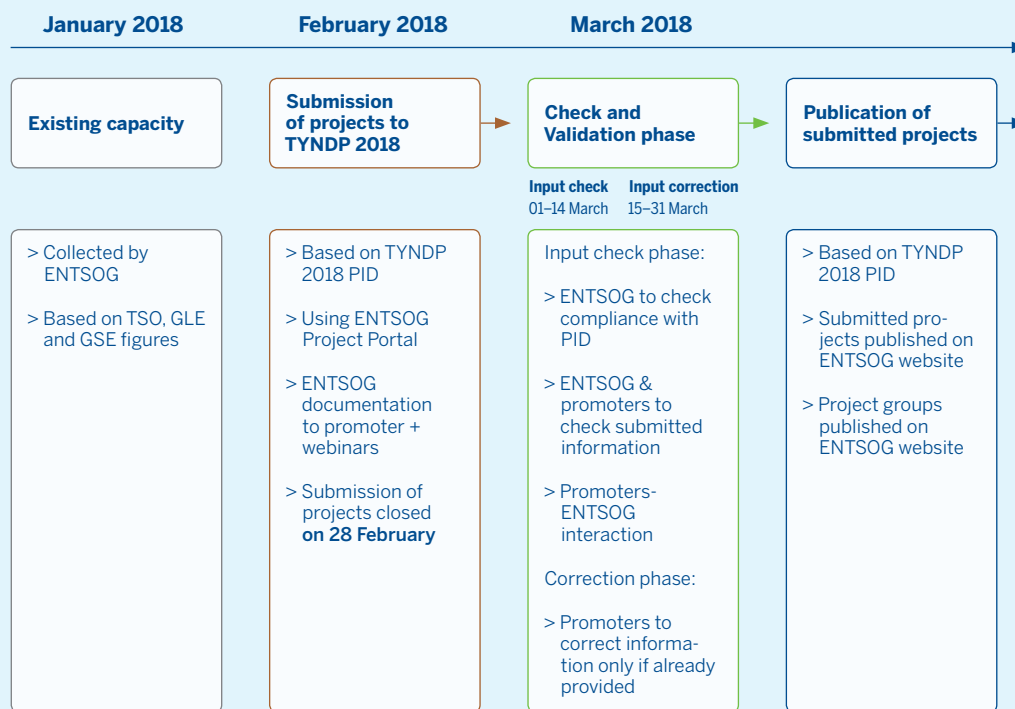 January 2018
February 2018
March 2018
Existing capacity
Submission
of projects to
TYNDP 2018
Check and
Validation phase
Publication of
submitted projects
Input check
01–14 March
Input correction
15–31 March
> Collected by
ENTSOG
> Based on TSO, GLE
and GSE figures
> Based on TYNDP
2018 PID
> Using ENTSOG
Project Portal
> ENTSOG
documentation
to promoter +
webinars
> Submission of
projects closed
on 28 February
Input check phase:
> ENTSOG to check
compliance with
PID
> ENTSOG &
promoters to
check submitted
information
> Promoters-
ENTSOG
interaction
Correction phase:
> Promoters to
correct informa-
tion only if already
provided
> Based on TYNDP
2018 PID
> Submitted pro-
jects published on
ENTSOG website
> Project groups
published on
ENTSOG website